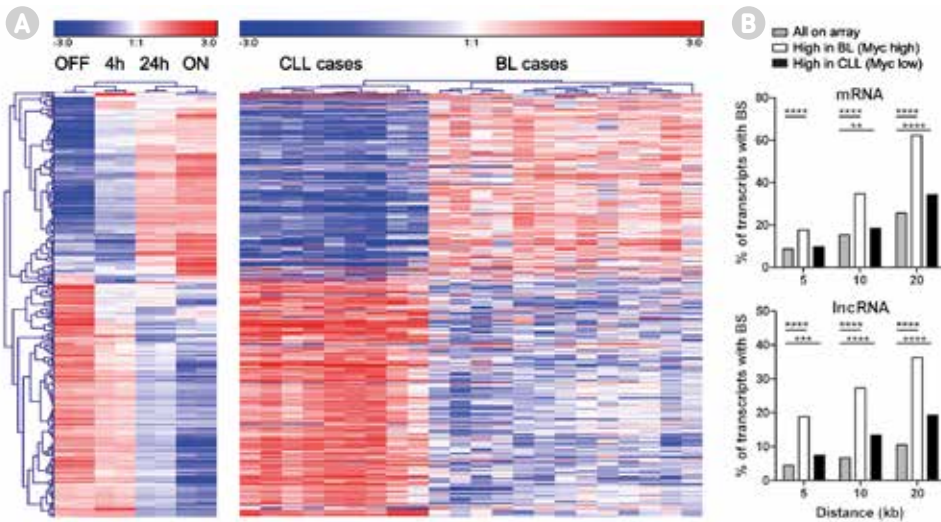 A
-3.0 1:1 3.0
OFF 4h 24h ON
-3.0 1:1 3.0
CLL cases BL cases
B
All on array
High in BL (Myc high)
High in CLL (Myc low)
mRNA
% of transcripts with BS
80
60
40
20
0
**** **** ****
** ****
5 10 20
lncRNA
% of transcripts with BS
50
40
30
20
10
0
**** **** ****
*** **** ****
5 10 20
Distance (kb)